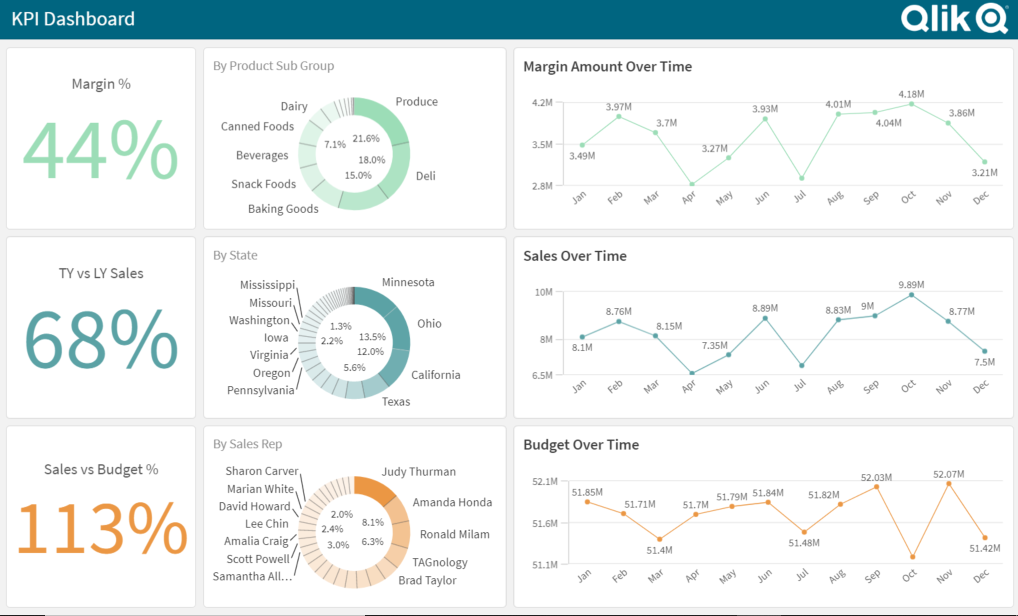 KPI Dashboard
Qlik
Margin %
44%
By Product Sub Group
Dairy
Canned Foods
Beverages
Snack Foods
Baking Goods
Produce
Deli
7.1%
21.6%
18.0%
15.0%
Margin Amount Over Time
4.2M
3.5M
2.8M
3.49M
3.97M
3.7M
3.27M
3.93M
4.01M
4.04M
4.18M
3.86M
3.21M
Jan
Feb
Mar
Apr
May
Jun
Jul
Aug
Sep
Oct
Nov
Dec
TY vs LY Sales
68%
By State
Mississippi
Missouri
Washington
Iowa
Virginia
Oregon
Pennsylvania
Minnesota
Ohio
California
Texas
1.3%
2.2%
13.5%
12.0%
5.6%
Sales Over Time
10M
8M
6.5M
8.1M
8.76M
8.15M
7.35M
8.89M
8.83M
9M
9.89M
8.77M
7.5M
Jan
Feb
Mar
Apr
May
Jun
Jul
Aug
Sep
Oct
Nov
Dec
Sales vs Budget %
113%
By Sales Rep
Sharon Carver
Marian White
David Howard
Lee Chin
Amalia Craig
Scott Powell
Samantha All...
Judy Thurman
Amanda Honda
Ronald Milam
TAGnology
Brad Taylor
2.0%
2.4%
3.0%
8.1%
6.3%
Budget Over Time
52.1M
51.6M
51.1M
51.85M
51.71M
51.4M
51.7M
51.79M
51.84M
51.48M
51.82M
52.03M
52.07M
51.42M
Jan
Feb
Mar
Apr
May
Jun
Jul
Aug
Sep
Oct
Nov
Dec